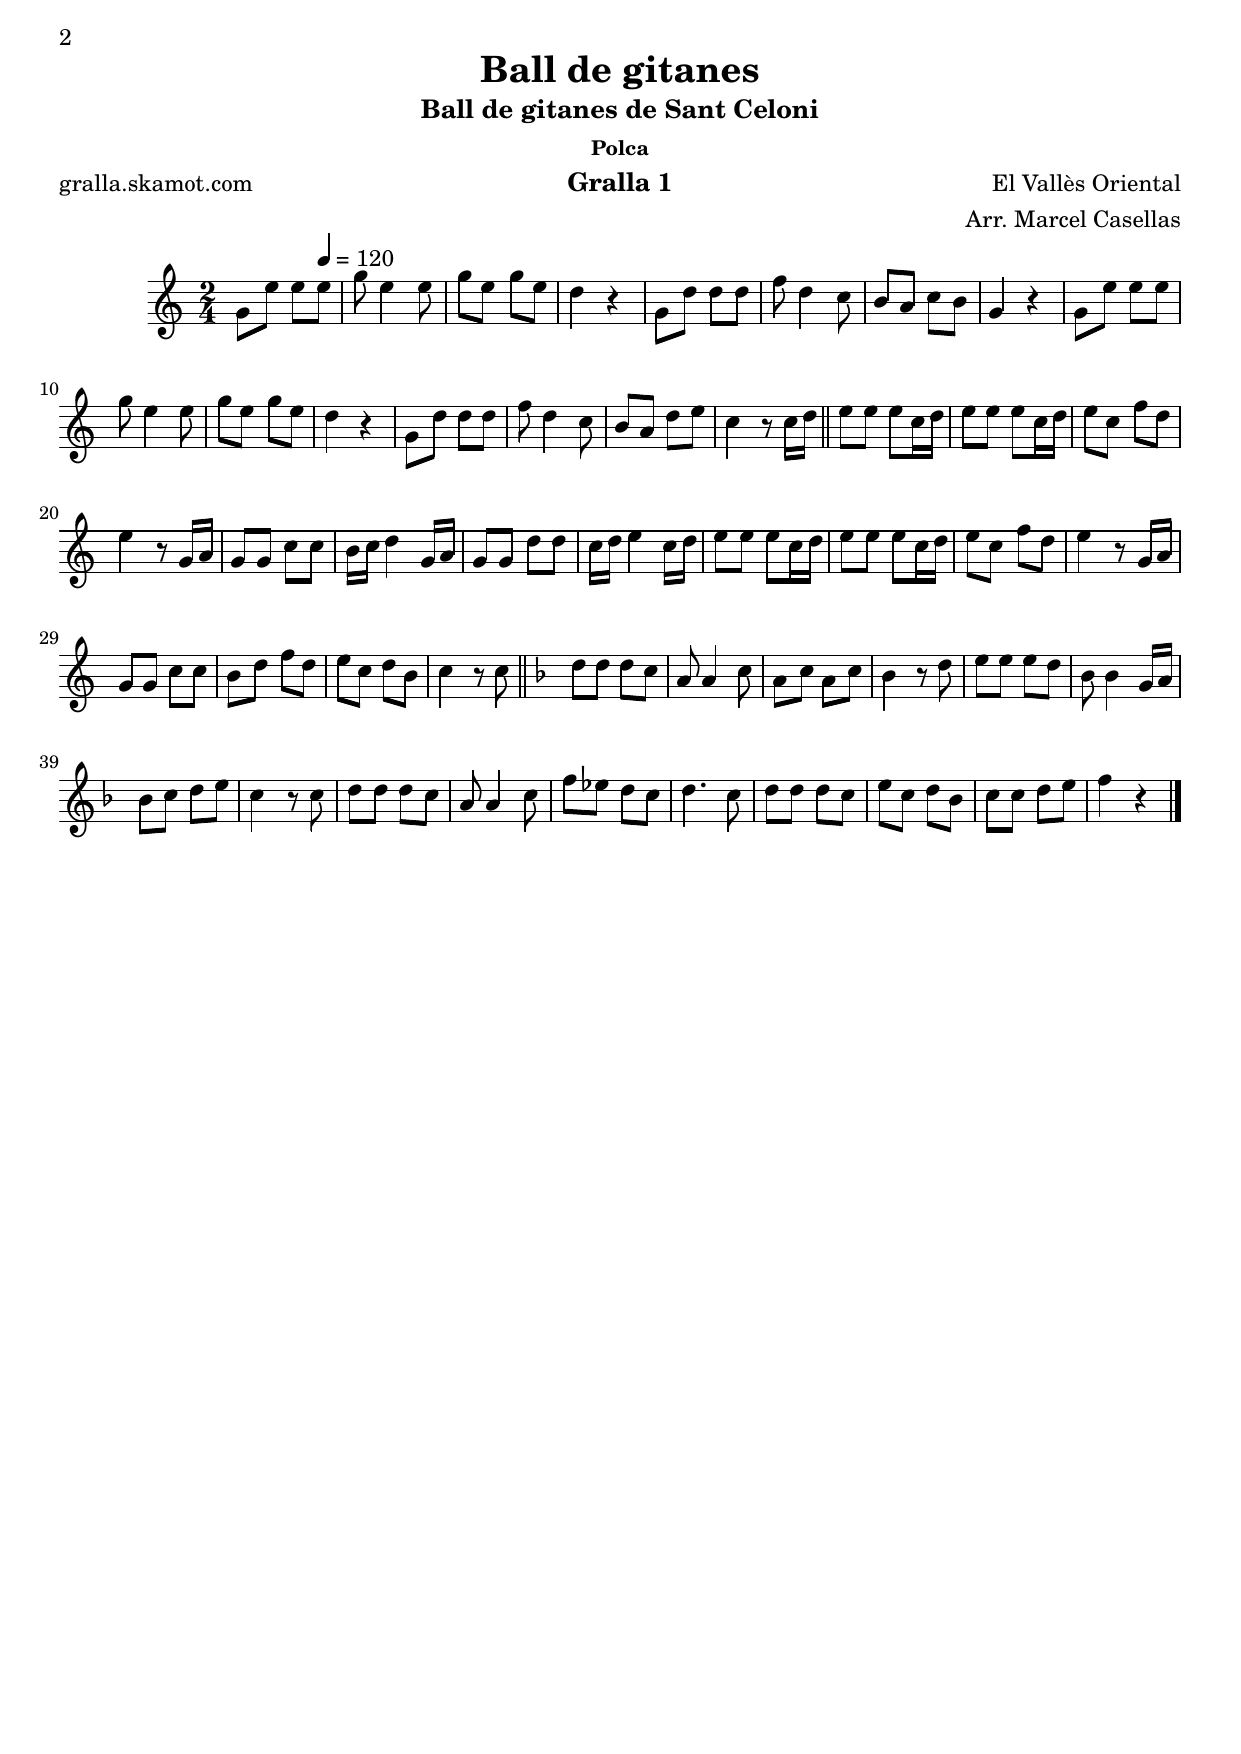 2
Ball de gitanes
Ball de gitanes de Sant Celoni
Polca
gralla.skamot.com Gralla 1 El Vallès Oriental
Arr. Marcel Casellas
= 120
2
4
10
20
29
39